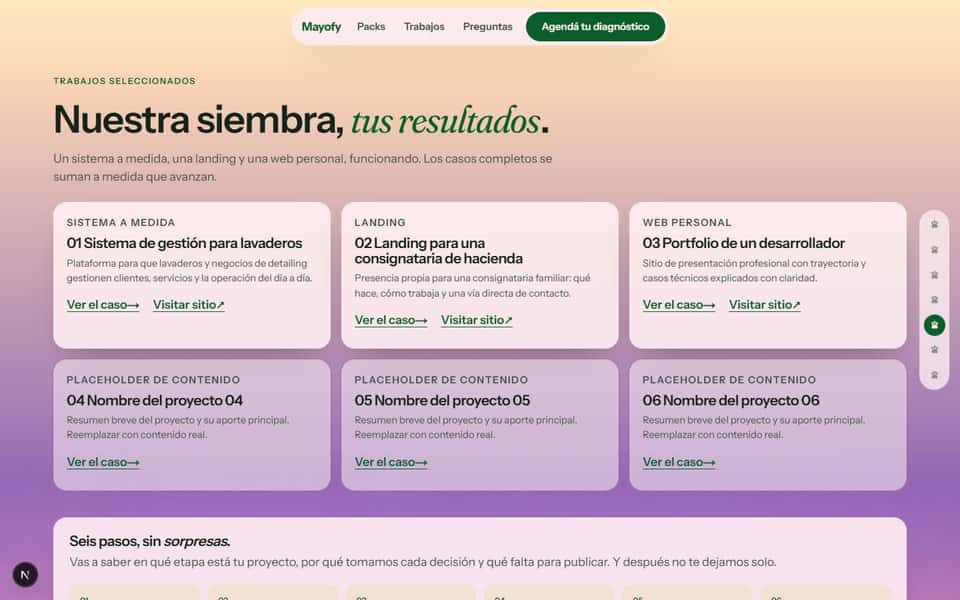 Mayofy Packs Trabajos Preguntas Agendá tu diagnóstico
TRABAJOS SELECCIONADOS
Nuestra siembra, tus resultados.
Un sistema a medida, una landing y una web personal, funcionando. Los casos completos se
suman a medida que avanzan.
SISTEMA A MEDIDA
01 Sistema de gestión para lavaderos
Plataforma para que lavaderos y negocios de detailing
gestionen clientes, servicios y la operación del día a día.
Ver el caso→ Visitar sitio↗
LANDING
02 Landing para una
consignataria de hacienda
Presencia propia para una consignataria familiar: qué
hace, cómo trabaja y una vía directa de contacto.
Ver el caso→ Visitar sitio↗
WEB PERSONAL
03 Portfolio de un desarrollador
Sitio de presentación profesional con trayectoria y
casos técnicos explicados con claridad.
Ver el caso→ Visitar sitio↗
PLACEHOLDER DE CONTENIDO
04 Nombre del proyecto 04
Resumen breve del proyecto y su aporte principal.
Reemplazar con contenido real.
Ver el caso→
PLACEHOLDER DE CONTENIDO
05 Nombre del proyecto 05
Resumen breve del proyecto y su aporte principal.
Reemplazar con contenido real.
Ver el caso→
PLACEHOLDER DE CONTENIDO
06 Nombre del proyecto 06
Resumen breve del proyecto y su aporte principal.
Reemplazar con contenido real.
Ver el caso→
Seis pasos, sin sorpresas.
Vas a saber en qué etapa está tu proyecto, por qué tomamos cada decisión y qué falta para publicar. Y después no te dejamos solo.
01 02 03 04 05 06
N